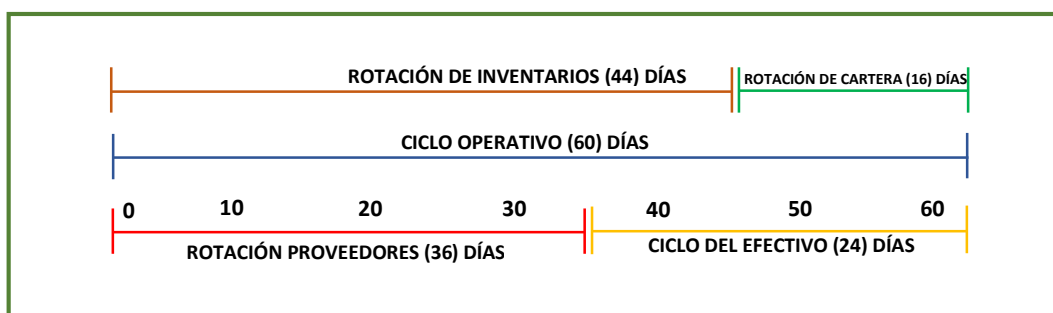 ROTACIÓN DE INVENTARIOS (44) DÍAS
ROTACIÓN DE CARTERA (16) DÍAS
CICLO OPERATIVO (60) DÍAS
0 10 20 30 40 50 60
ROTACIÓN PROVEEDORES (36) DÍAS
CICLO DEL EFECTIVO (24) DÍAS